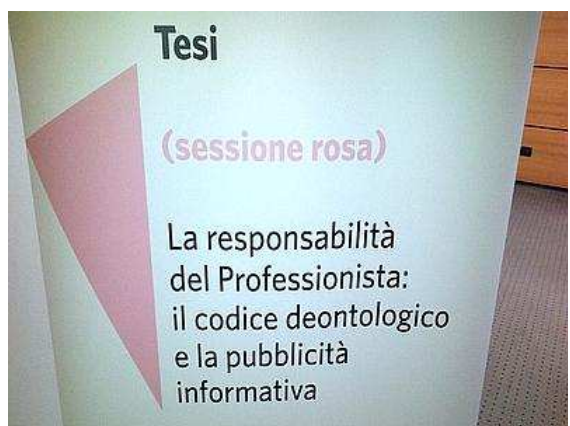 Tesi
(sessione rosa)
La responsabilità
del Professionista:
il codice deontologico
e la pubblicità
informativa